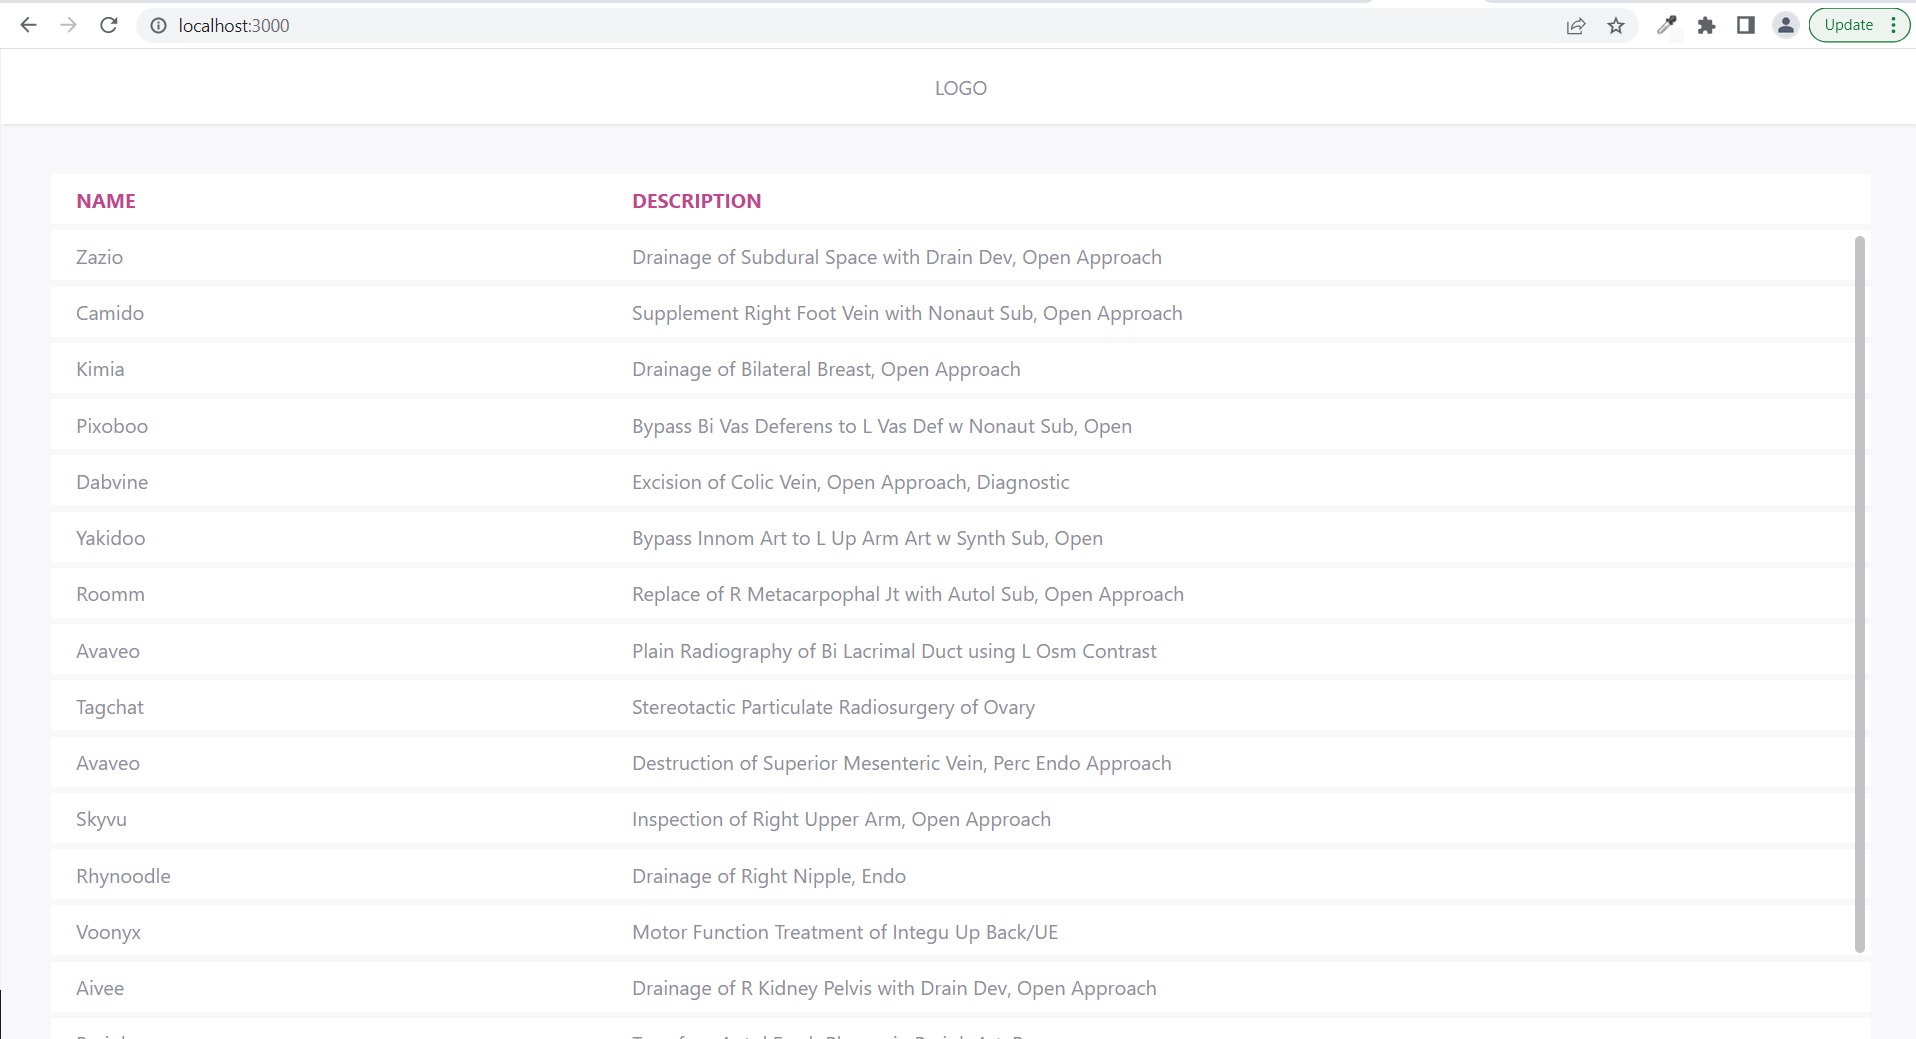 localhost:3000
Update
LOGO
NAME DESCRIPTION
Zazio Drainage of Subdural Space with Drain Dev, Open Approach
Camido Supplement Right Foot Vein with Nonaut Sub, Open Approach
Kimia Drainage of Bilateral Breast, Open Approach
Pixoboo Bypass Bi Vas Deferens to L Vas Def w Nonaut Sub, Open
Dabvine Excision of Colic Vein, Open Approach, Diagnostic
Yakidoo Bypass Innom Art to L Up Arm Art w Synth Sub, Open
Roomm Replace of R Metacarpophal Jt with Autol Sub, Open Approach
Avaveo Plain Radiography of Bi Lacrimal Duct using L Osm Contrast
Tagchat Stereotactic Particulate Radiosurgery of Ovary
Avaveo Destruction of Superior Mesenteric Vein, Perc Endo Approach
Skyvu Inspection of Right Upper Arm, Open Approach
Rhynoodle Drainage of Right Nipple, Endo
Voonyx Motor Function Treatment of Integu Up Back/UE
Aivee Drainage of R Kidney Pelvis with Drain Dev, Open Approach